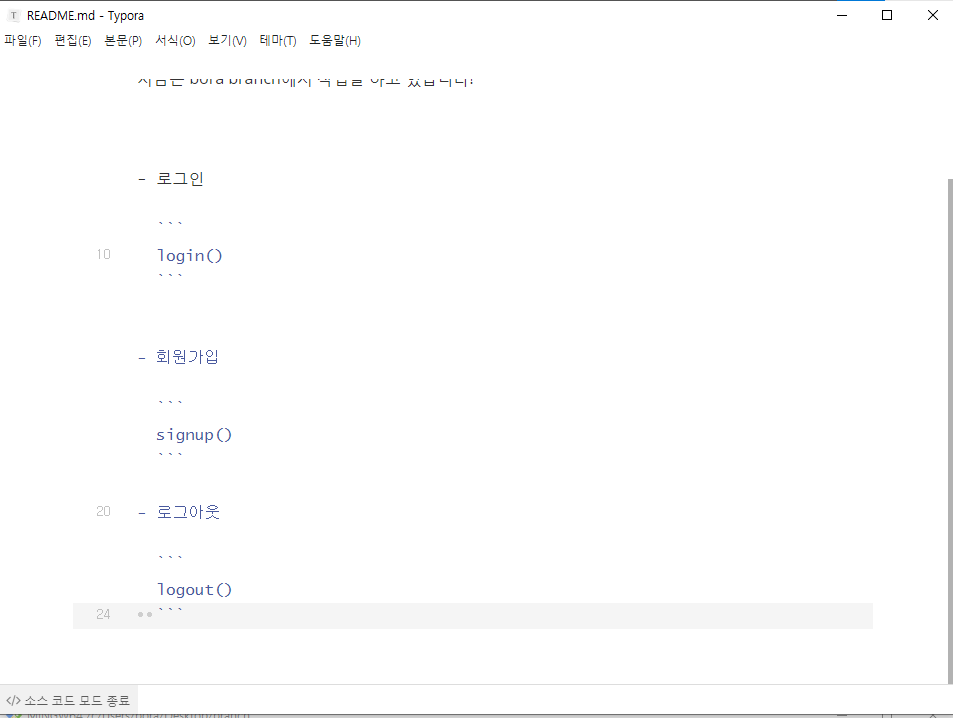 README.md - Typora
파일(F) 편집(E) 본문(P) 서식(O) 보기(V) 테마(T) 도움말(H)
지금은 bora branch에서 작업을 하고 있습니다!
- 로그인
```
10 login()
```
- 회원가입
```
signup()
```
20 - 로그아웃
```
logout()
24 ```
</> 소스 코드 모드 종료